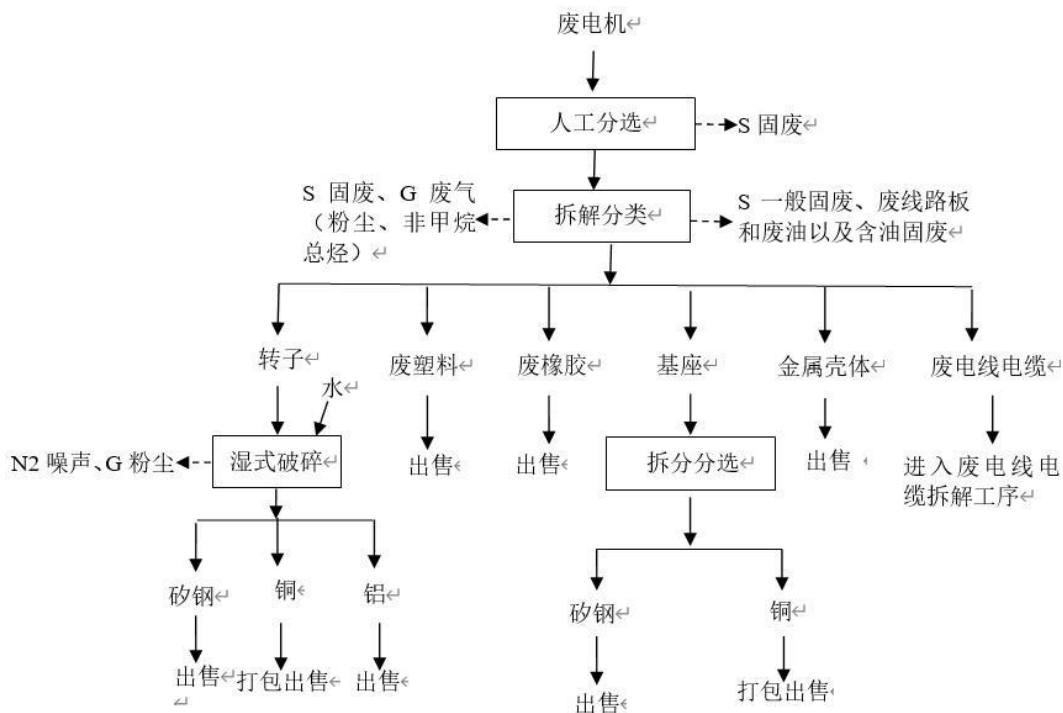 废电机
人工分选
S 固废
S 固废、G 废气
（粉尘、非甲烷
总烃）
拆解分类
S 一般固废、废线路板
和废油以及含油固废
转子
废塑料
废橡胶
基座
金属壳体
废电线电缆
水
N2 噪声、G 粉尘
湿式破碎
出售
出售
拆分分选
出售
进入废电线电
缆拆解工序
矽钢
铜
铝
矽钢
铜
出售
打包出售
出售
出售
打包出售